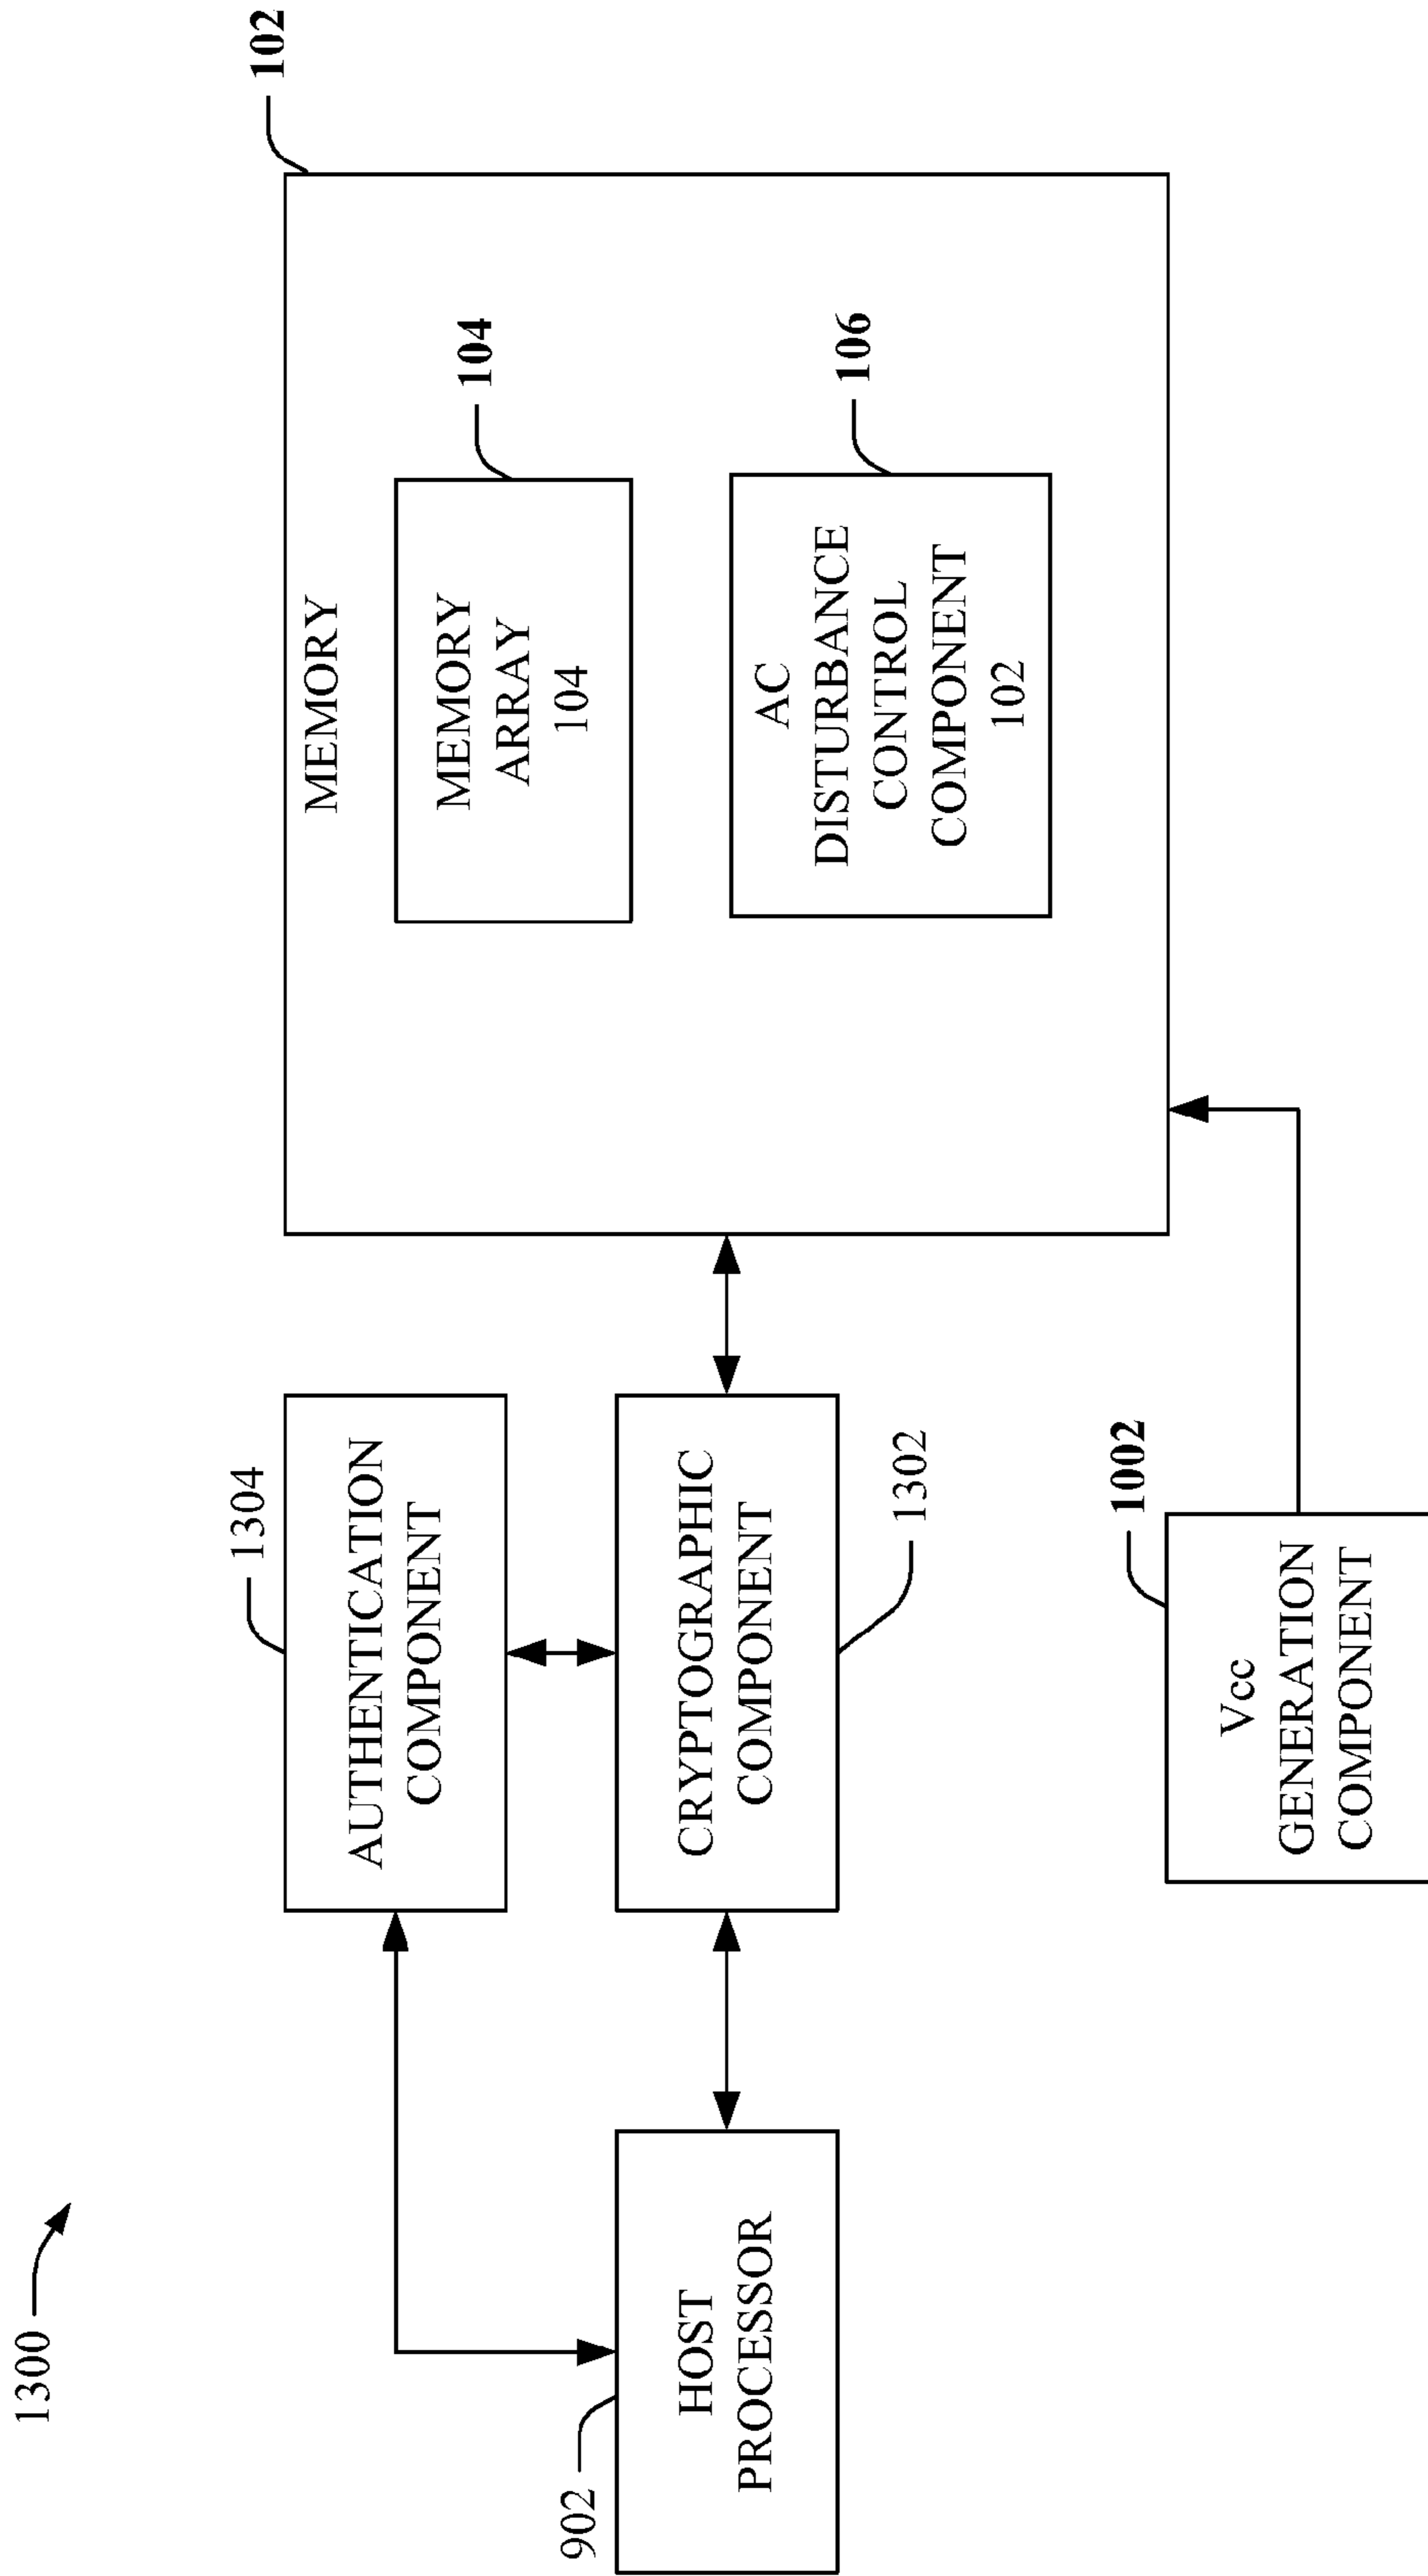 1300
102
MEMORY
104
MEMORY
ARRAY
104
106
AC
DISTURBANCE
CONTROL
COMPONENT
102
1304
AUTHENTICATION
COMPONENT
CRYPTOGRAPHIC
COMPONENT
1302
902
HOST
PROCESSOR
1002
Vcc
GENERATION
COMPONENT